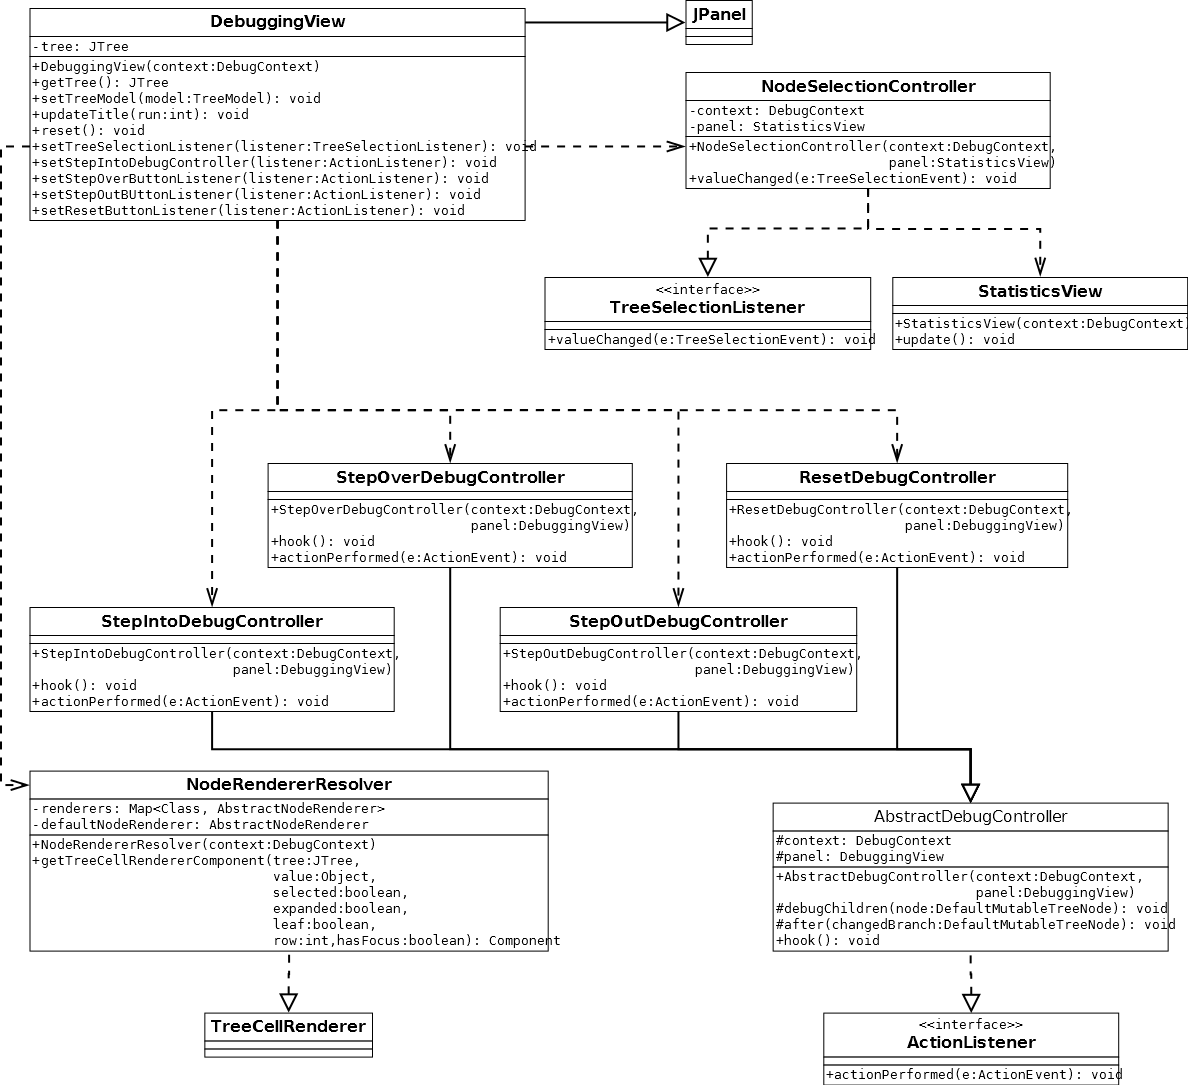 DebuggingView
-tree: JTree
+DebuggingView(context:DebugContext)
+getTree(): JTree
+setTreeModel(model:TreeModel): void
+updateTitle(run:int): void
+reset(): void
+setTreeSelectionListener(listener:TreeSelectionListener): void
+setStepIntoDebugController(listener:ActionListener): void
+setStepOverButtonListener(listener:ActionListener): void
+setStepOutBUttonListener(listener:ActionListener): void
+setResetButtonListener(listener:ActionListener): void
JPanel
NodeSelectionController
-context: DebugContext
-panel: StatisticsView
+NodeSelectionController(context:DebugContext,
panel:StatisticsView)
+valueChanged(e:TreeSelectionEvent): void
<<interface>>
TreeSelectionListener
+valueChanged(e:TreeSelectionEvent): void
StatisticsView
+StatisticsView(context:DebugContext)
+update(): void
StepOverDebugController
+StepOverDebugController(context:DebugContext,
panel:DebuggingView)
+hook(): void
+actionPerformed(e:ActionEvent): void
ResetDebugController
+ResetDebugController(context:DebugContext,
panel:DebuggingView)
+hook(): void
+actionPerformed(e:ActionEvent): void
StepIntoDebugController
+StepIntoDebugController(context:DebugContext,
panel:DebuggingView)
+hook(): void
+actionPerformed(e:ActionEvent): void
StepOutDebugController
+StepOutDebugController(context:DebugContext,
panel:DebuggingView)
+hook(): void
+actionPerformed(e:ActionEvent): void
NodeRendererResolver
-renderers: Map<Class, AbstractNodeRenderer>
-defaultNodeRenderer: AbstractNodeRenderer
+NodeRendererResolver(context:DebugContext)
+getTreeCellRendererComponent(tree:JTree,
value:Object,
selected:boolean,
expanded:boolean,
leaf:boolean,
row:int,hasFocus:boolean): Component
TreeCellRenderer
AbstractDebugController
#context: DebugContext
#panel: DebuggingView
+AbstractDebugController(context:DebugContext,
panel:DebuggingView)
#debugChildren(node:DefaultMutableTreeNode): void
#after(changedBranch:DefaultMutableTreeNode): void
+hook(): void
<<interface>>
ActionListener
+actionPerformed(e:ActionEvent): void